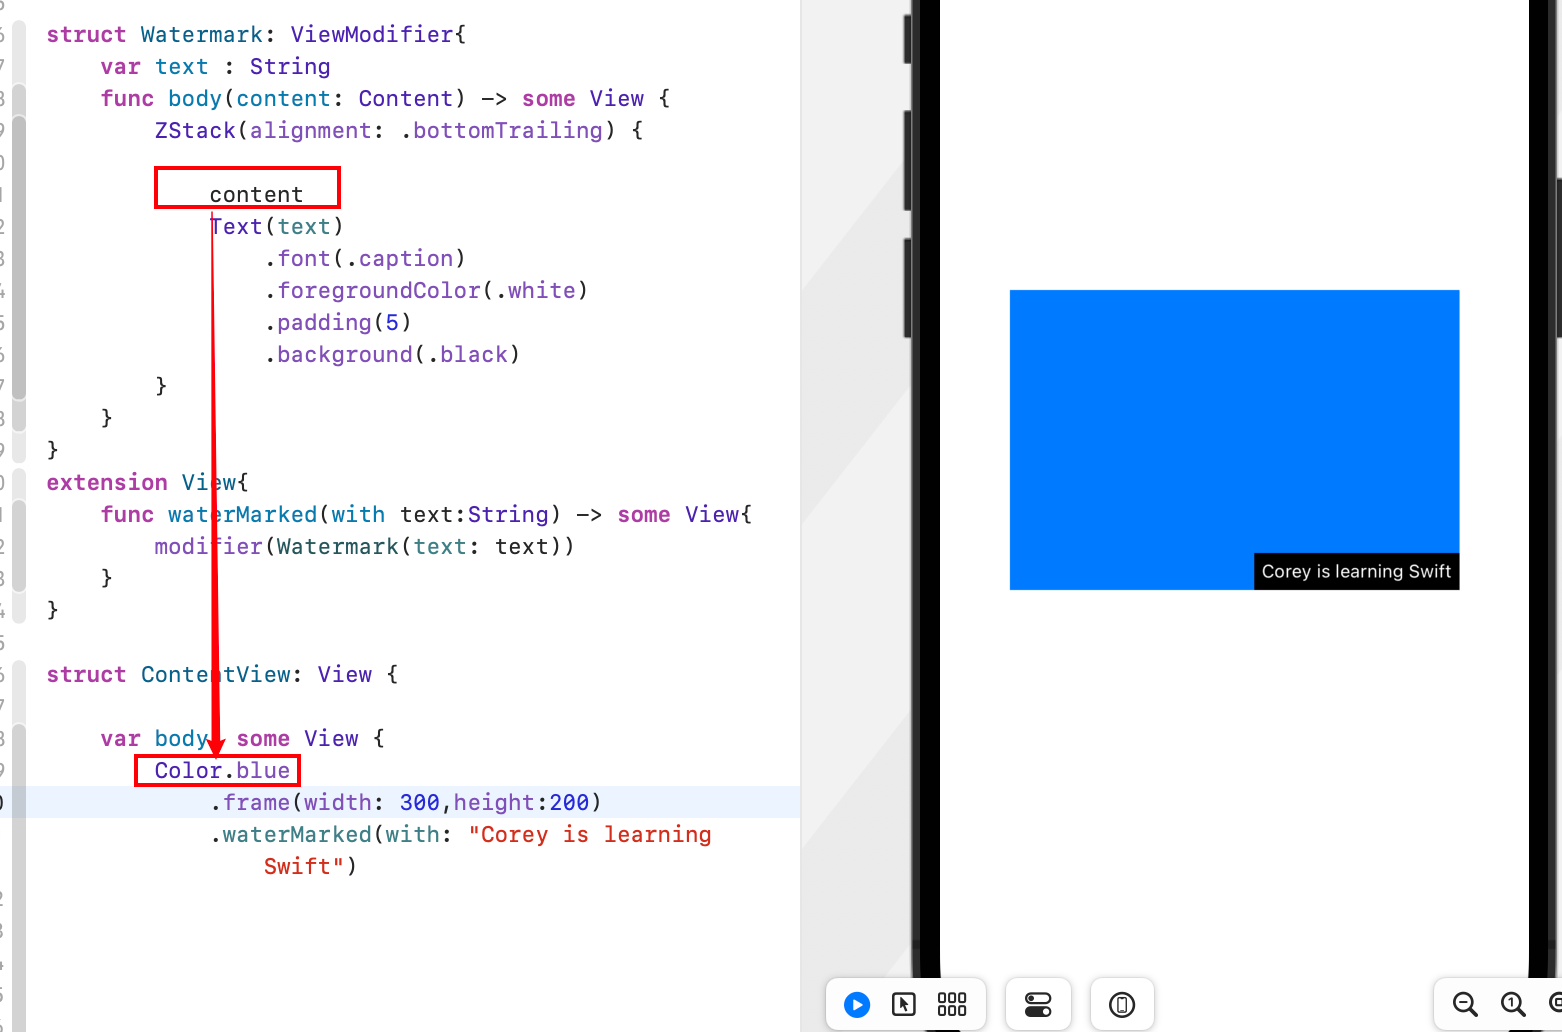 struct Watermark: ViewModifier{
var text : String
func body(content: Content) -> some View {
ZStack(alignment: .bottomTrailing) {
content
Text(text)
.font(.caption)
.foregroundColor(.white)
.padding(5)
.background(.black)
}
}
}
extension View{
func waterMarked(with text:String) -> some View{
modifier(Watermark(text: text))
}
}
struct ContentView: View {
var body some View {
Color.blue
.frame(width: 300,height:200)
.waterMarked(with: "Corey is learning
Swift")
Corey is learning Swift
1